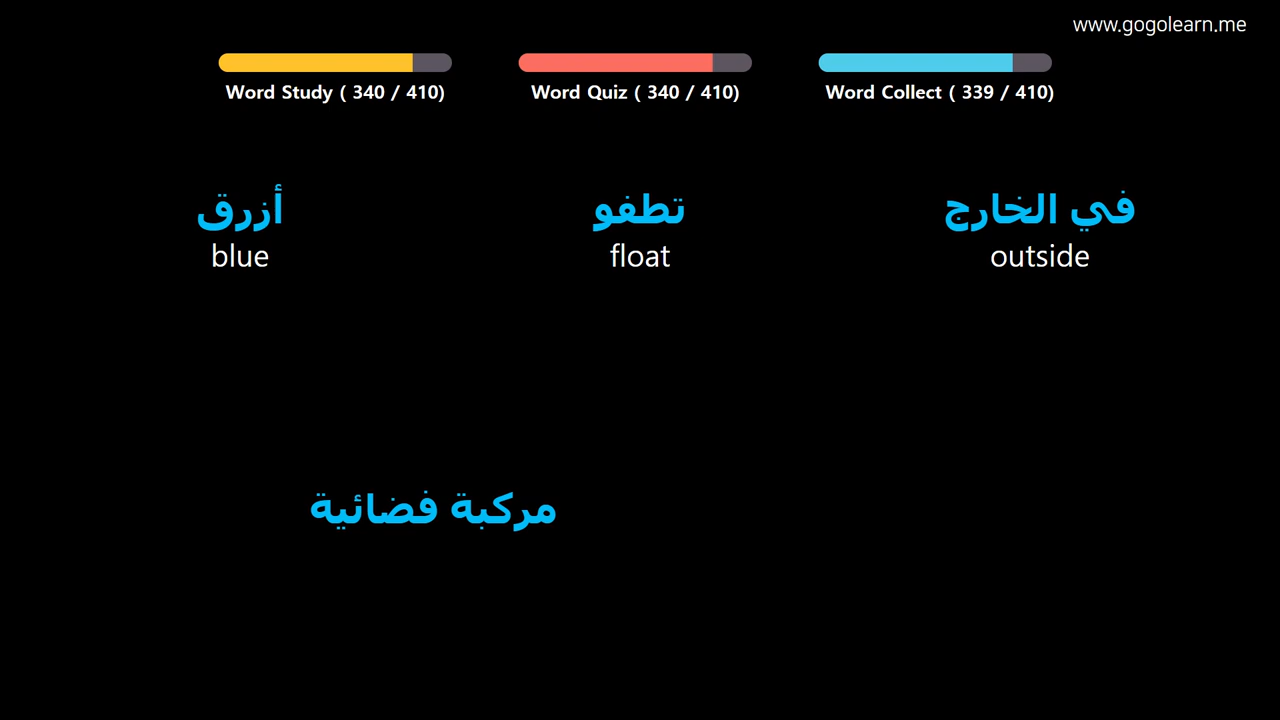 www.gogolearn.me
Word Study ( 340 / 410)
Word Quiz ( 340 / 410)
Word Collect ( 339 / 410)
أزرق
blue
تطفو
float
في الخارج
outside
مركبة فضائية